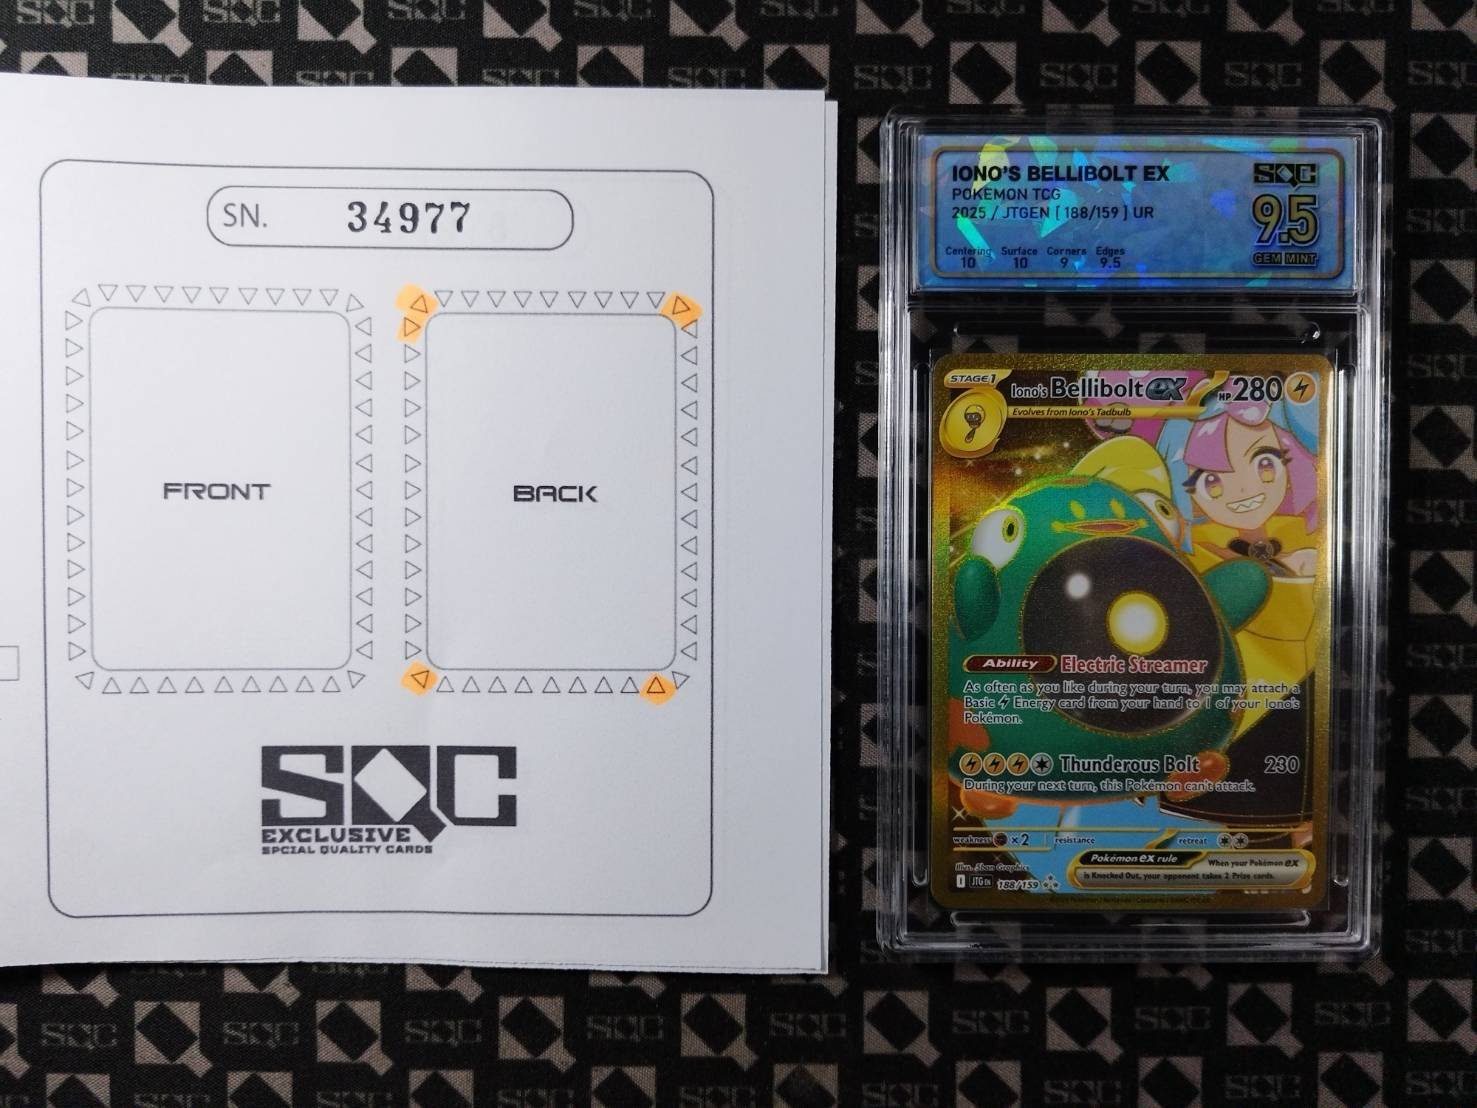 SN. 34977
FRONT
BACK
SQC
EXCLUSIVE
SPCIAL QUALITY CARDS
IONO'S BELLIBOLT EX
POKEMON TCG
2025 / JTGEN [ 188/159 ] UR
Centering Surface Corners Edges
10 10 9 9.5
SQC
9.5
GEM MINT
STAGE 1
Iono's Bellibolt ex HP 280
Evolves from Iono's Tadbulb
Ability Electric Streamer
As often as you like during your turn, you may attach a
Basic Energy card from your hand to 1 of your Iono's
Pokémon.
Thunderous Bolt 230
During your next turn, this Pokémon can't attack.
weakness ×2 resistance retreat
Pokémon ex rule When your Pokémon ex
is Knocked Out, your opponent takes 2 Prize cards.
Illus. 5ban Graphics
I JTG EN 188/159